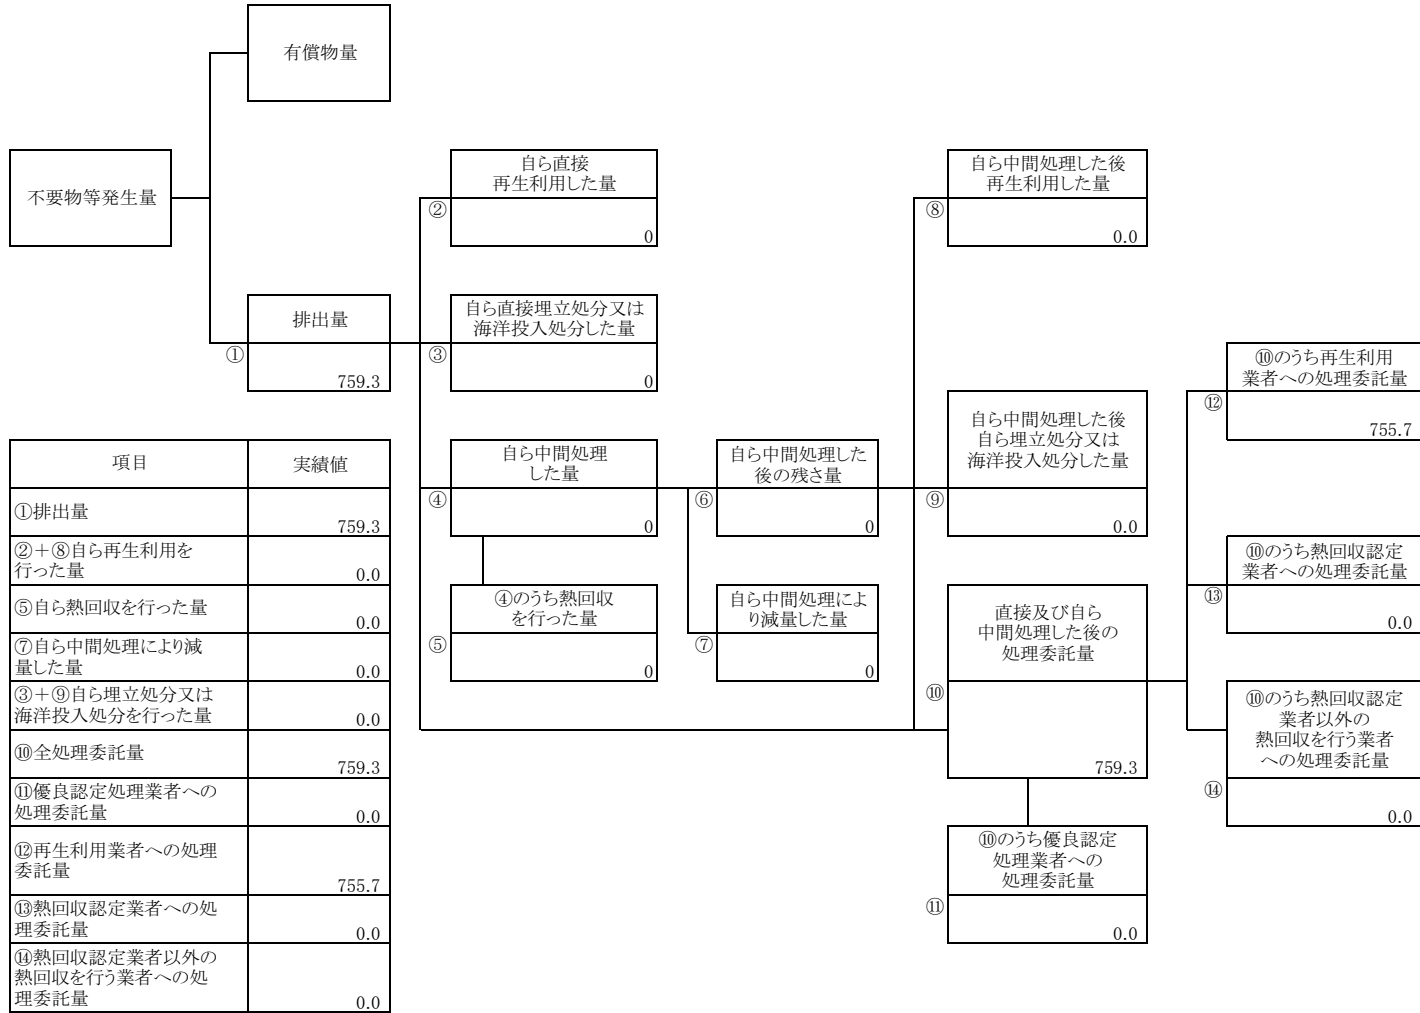 有償物量
不要物等発生量
自ら直接
再生利用した量
②
0
自ら中間処理した後
再生利用した量
⑧
0.0
排出量
①
759.3
自ら直接埋立処分又は
海洋投入処分した量
③
0
⑩のうち再生利用
業者への処理委託量
⑫
755.7
自ら中間処理
した量
④
0
自ら中間処理した
後の残さ量
⑥
0
自ら中間処理した後
自ら埋立処分又は
海洋投入処分した量
⑨
0.0
⑩のうち熱回収認定
業者への処理委託量
⑬
0.0
④のうち熱回収
を行った量
⑤
0
自ら中間処理によ
り減量した量
⑦
0
直接及び自ら
中間処理した後の
処理委託量
⑩
759.3
⑩のうち熱回収認定
業者以外の
熱回収を行う業者
への処理委託量
⑭
0.0
⑩のうち優良認定
処理業者への
処理委託量
⑪
0.0
項目 実績値
①排出量
759.3
②＋⑧自ら再生利用を
行った量
0.0
⑤自ら熱回収を行った量
0.0
⑦自ら中間処理により減
量した量
0.0
③＋⑨自ら埋立処分又は
海洋投入処分を行った量
0.0
⑩全処理委託量
759.3
⑪優良認定処理業者への
処理委託量
0.0
⑫再生利用業者への処理
委託量
755.7
⑬熱回収認定業者への処
理委託量
0.0
⑭熱回収認定業者以外の
熱回収を行う業者への処
理委託量
0.0